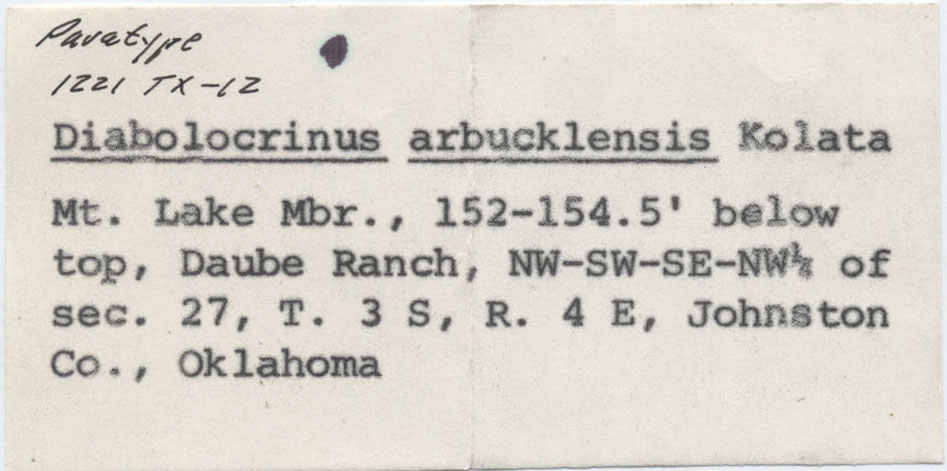 Paratype
1221 TX-12
Diabolocrinus arbucklensis Kolata
Mt. Lake Mbr., 152-154.5' below
top, Daube Ranch, NW-SW-SE-NW¼ of
sec. 27, T. 3 S, R. 4 E, Johnston
Co., Oklahoma